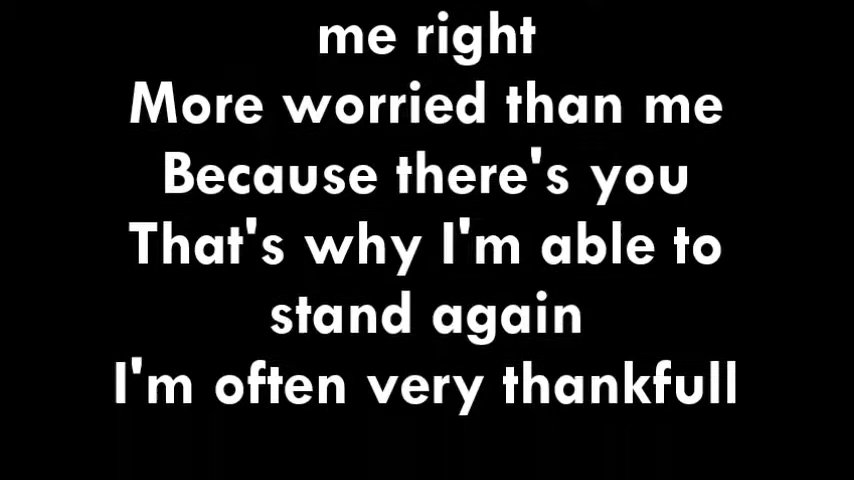 me right
More worried than me
Because there's you
That's why I'm able to
stand again
I'm often very thankfull